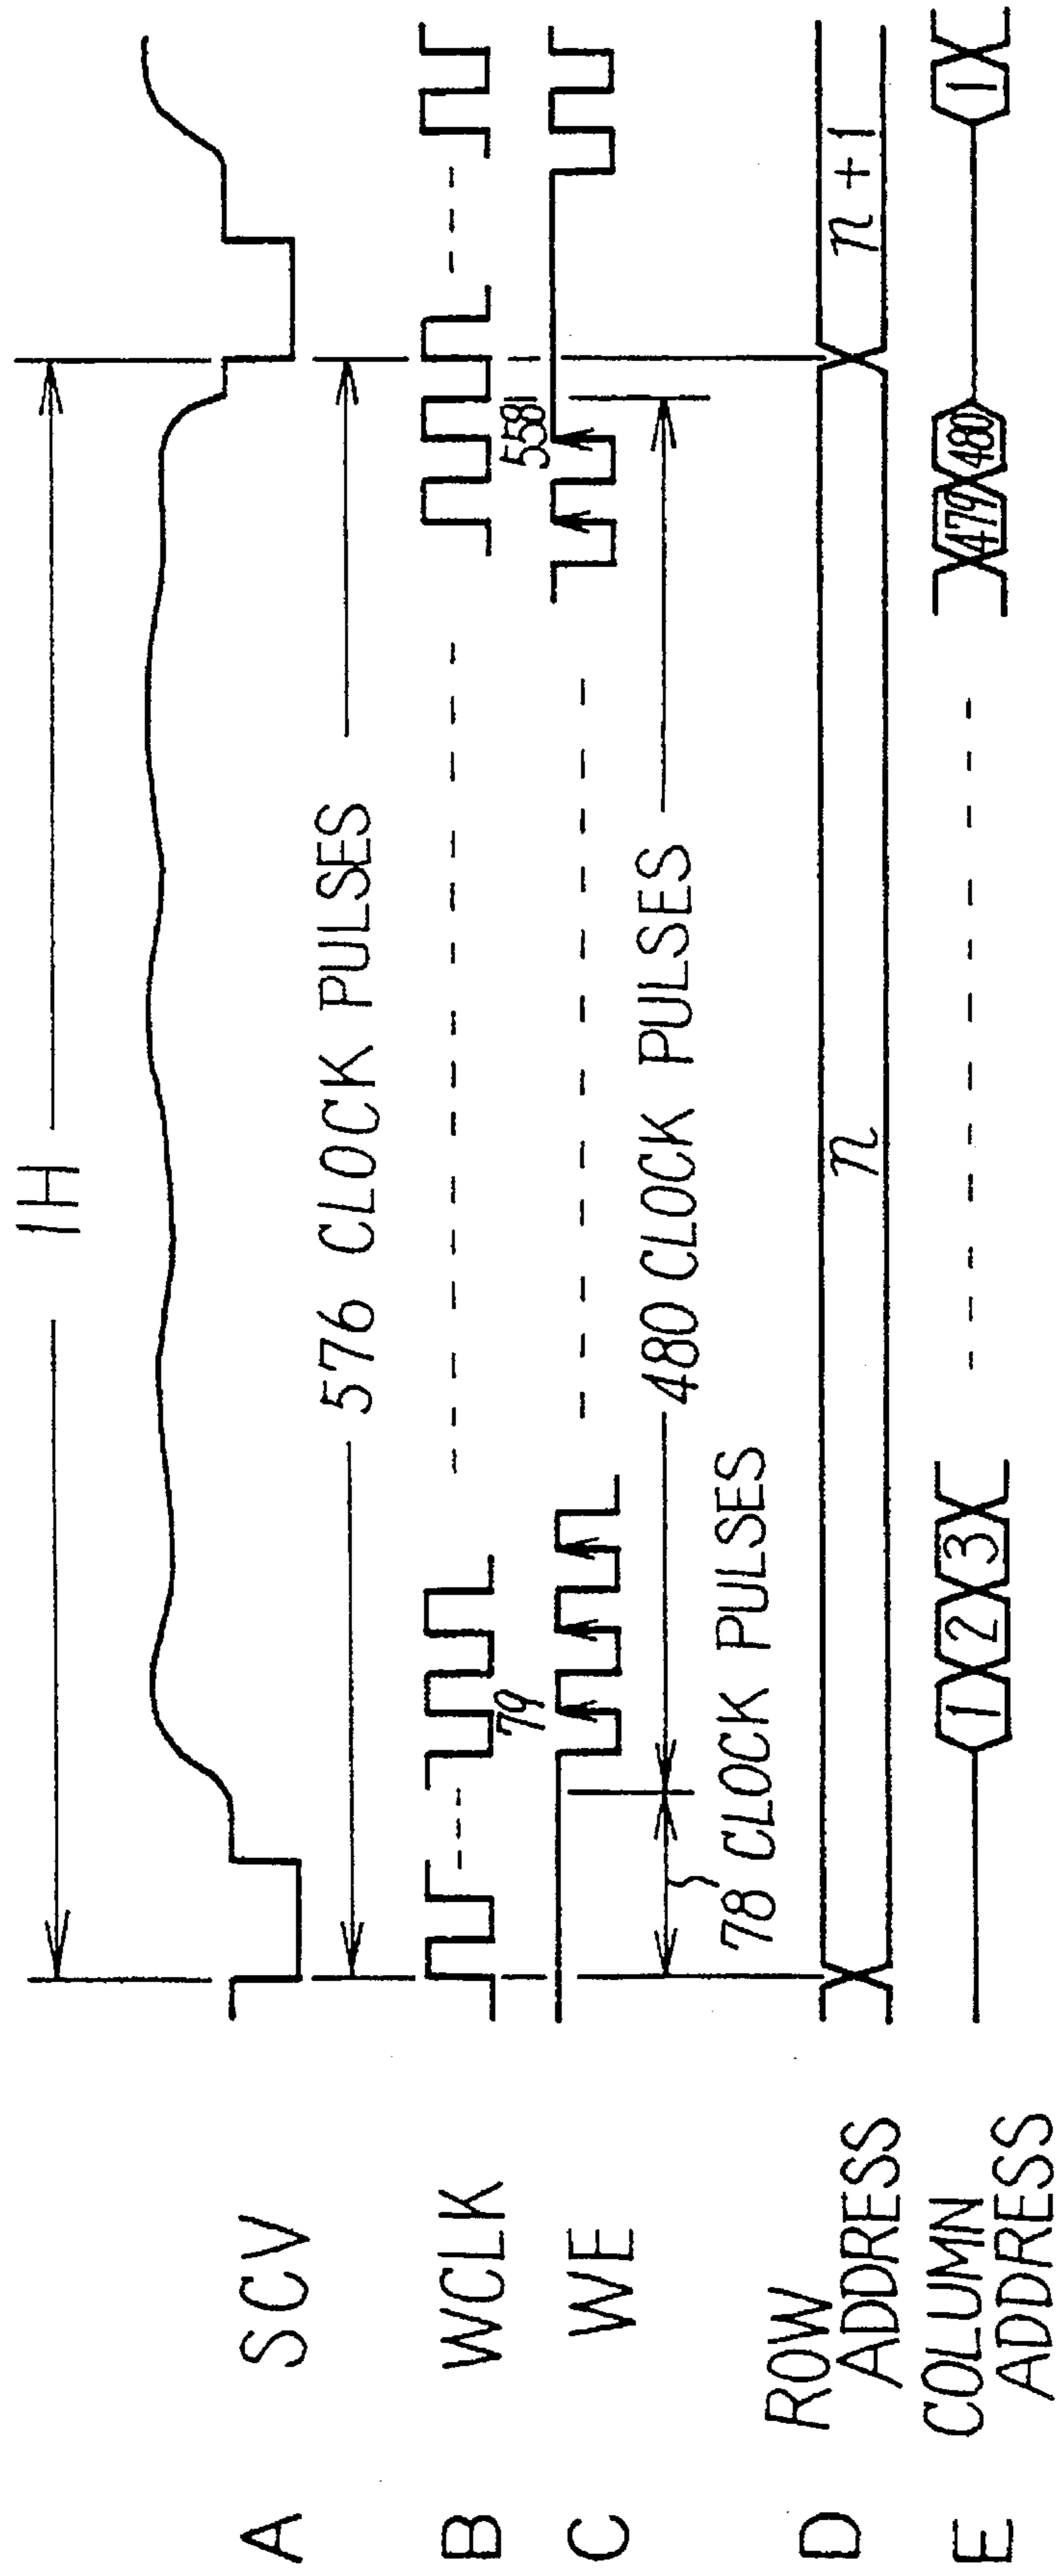 1H
A SCV
576 CLOCK PULSES
B WCLK
79
558
C WE
480 CLOCK PULSES
78 CLOCK PULSES
D ROW ADDRESS
n
n+1
E COLUMN ADDRESS
1 2 3
479 480
1